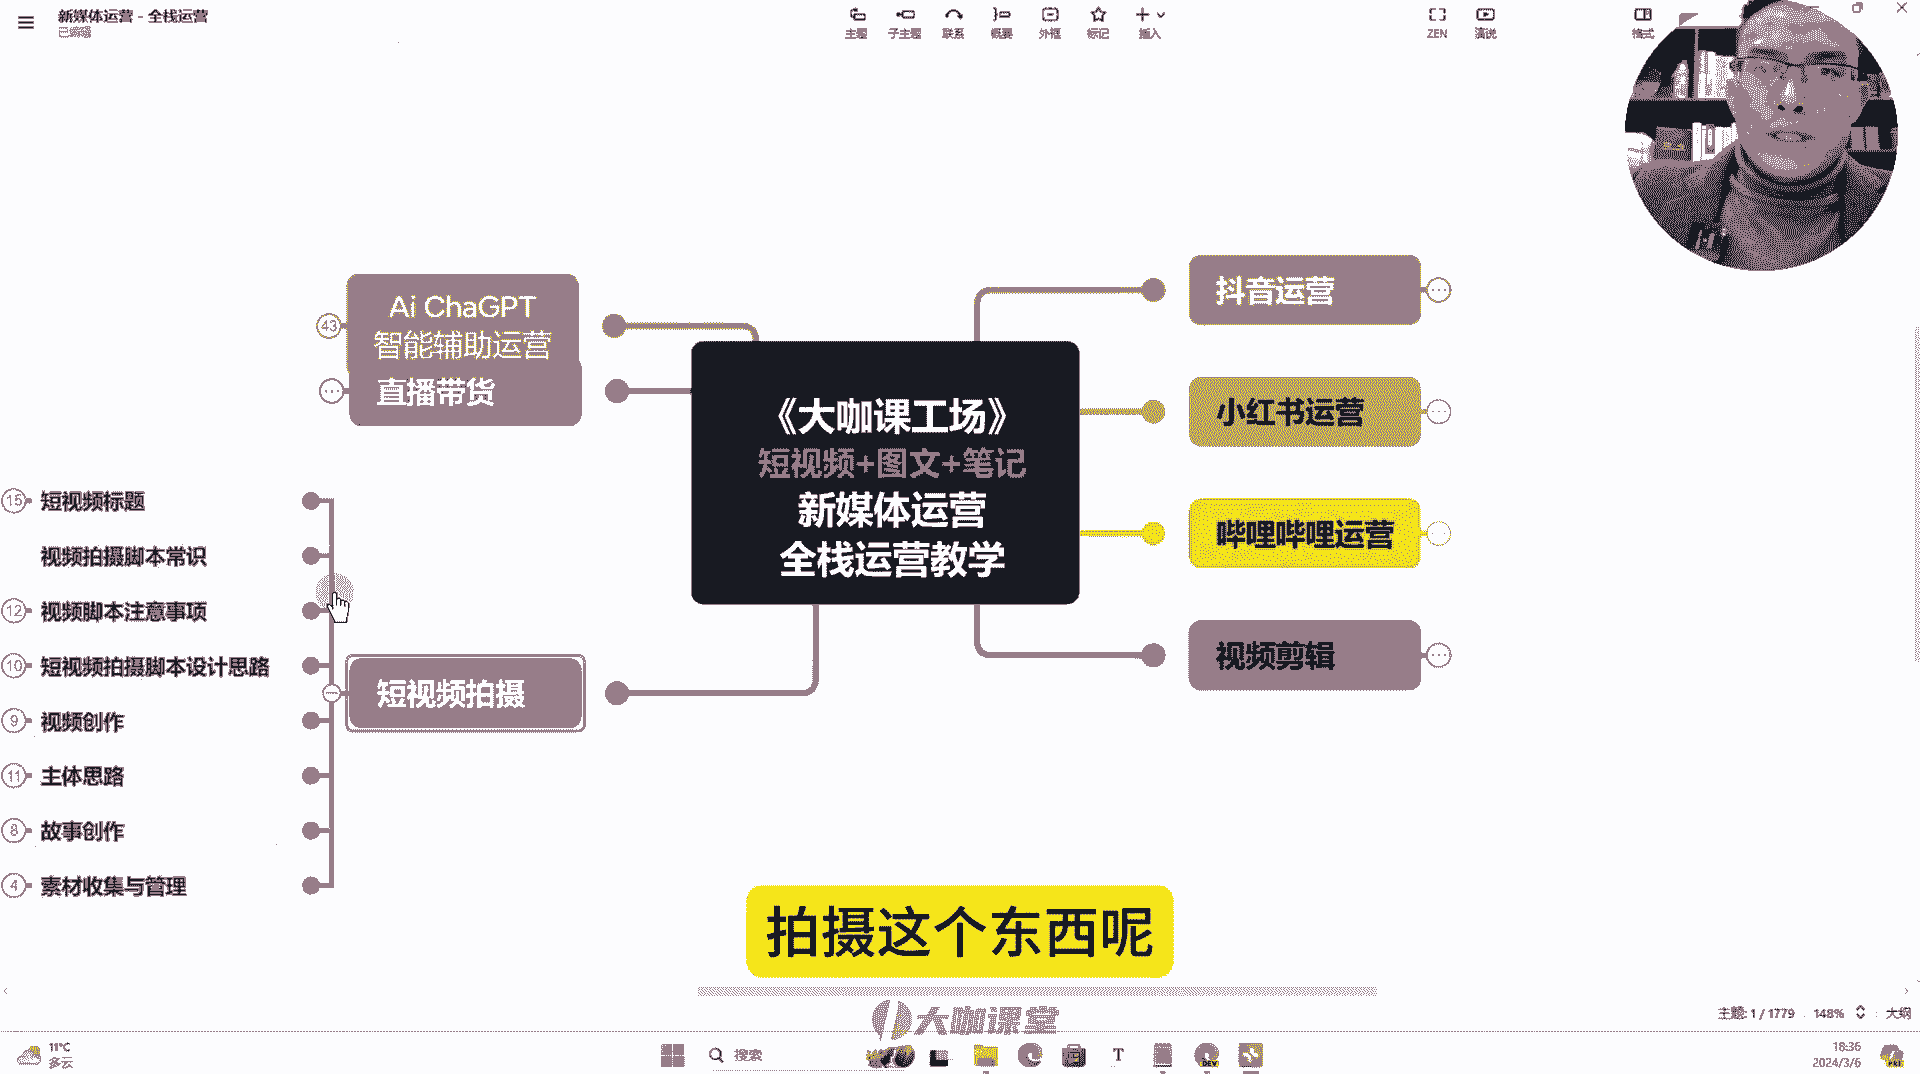 新媒体运营 - 全栈运营
已编辑
主题
子主题
联系
概要
外框
标记
插入
ZEN
演说
格式
43
Ai ChaGPT
智能辅助运营
直播带货
《大咖课工场》
短视频+图文+笔记
新媒体运营
全栈运营教学
抖音运营
小红书运营
哔哩哔哩运营
视频剪辑
短视频拍摄
15 短视频标题
视频拍摄脚本常识
12 视频脚本注意事项
10 短视频拍摄脚本设计思路
9 视频创作
11 主体思路
8 故事创作
4 素材收集与管理
拍摄这个东西呢
大咖课堂
主题: 1 / 1779
148%
大纲
11°C
多云
搜索
T
DEV
18:36
2024/3/6